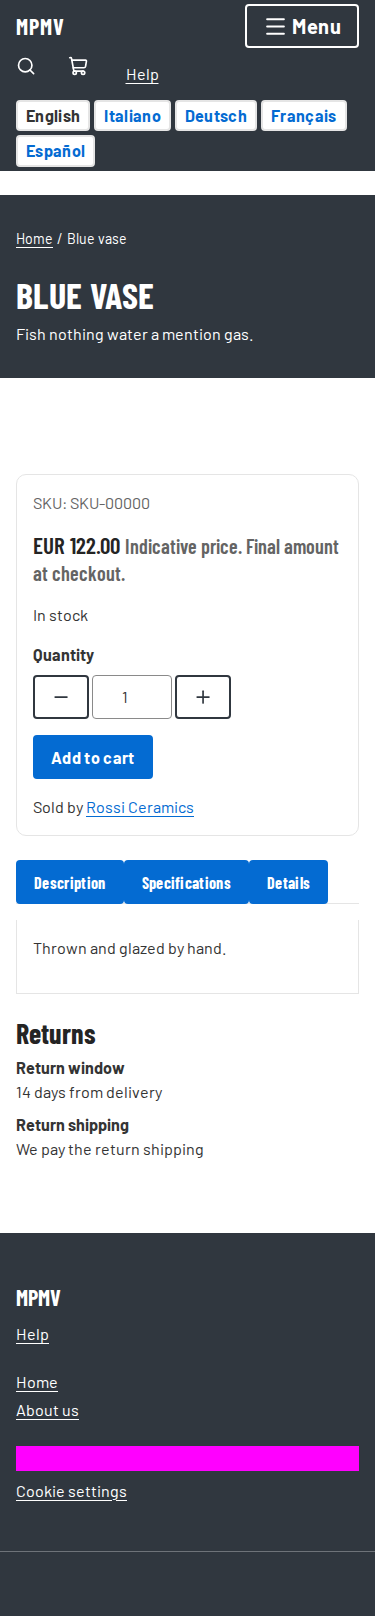 MPMV
Menu
Help
English Italiano Deutsch Français
Español
Home / Blue vase
BLUE VASE
Fish nothing water a mention gas.
SKU: SKU-00000
EUR 122.00 Indicative price. Final amount
at checkout.
In stock
Quantity
1
Add to cart
Sold by Rossi Ceramics
Description Specifications Details
Thrown and glazed by hand.
Returns
Return window
14 days from delivery
Return shipping
We pay the return shipping
MPMV
Help
Home
About us
Cookie settings